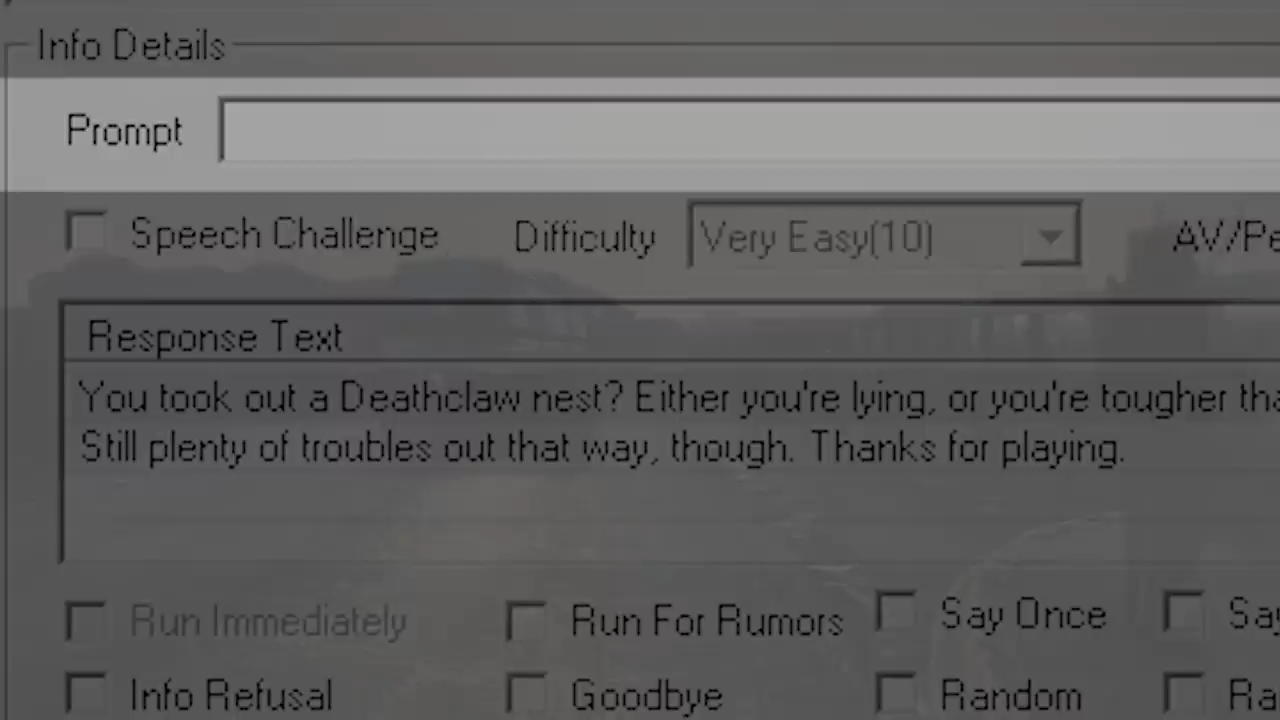 Info Details
Prompt
Speech Challenge Difficulty Very Easy(10)
Response Text
You took out a Deathclaw nest? Either you're lying, or you're tougher
Still plenty of troubles out that way, though. Thanks for playing.
Run Immediately Run For Rumors Say Once
Info Refusal Goodbye Random